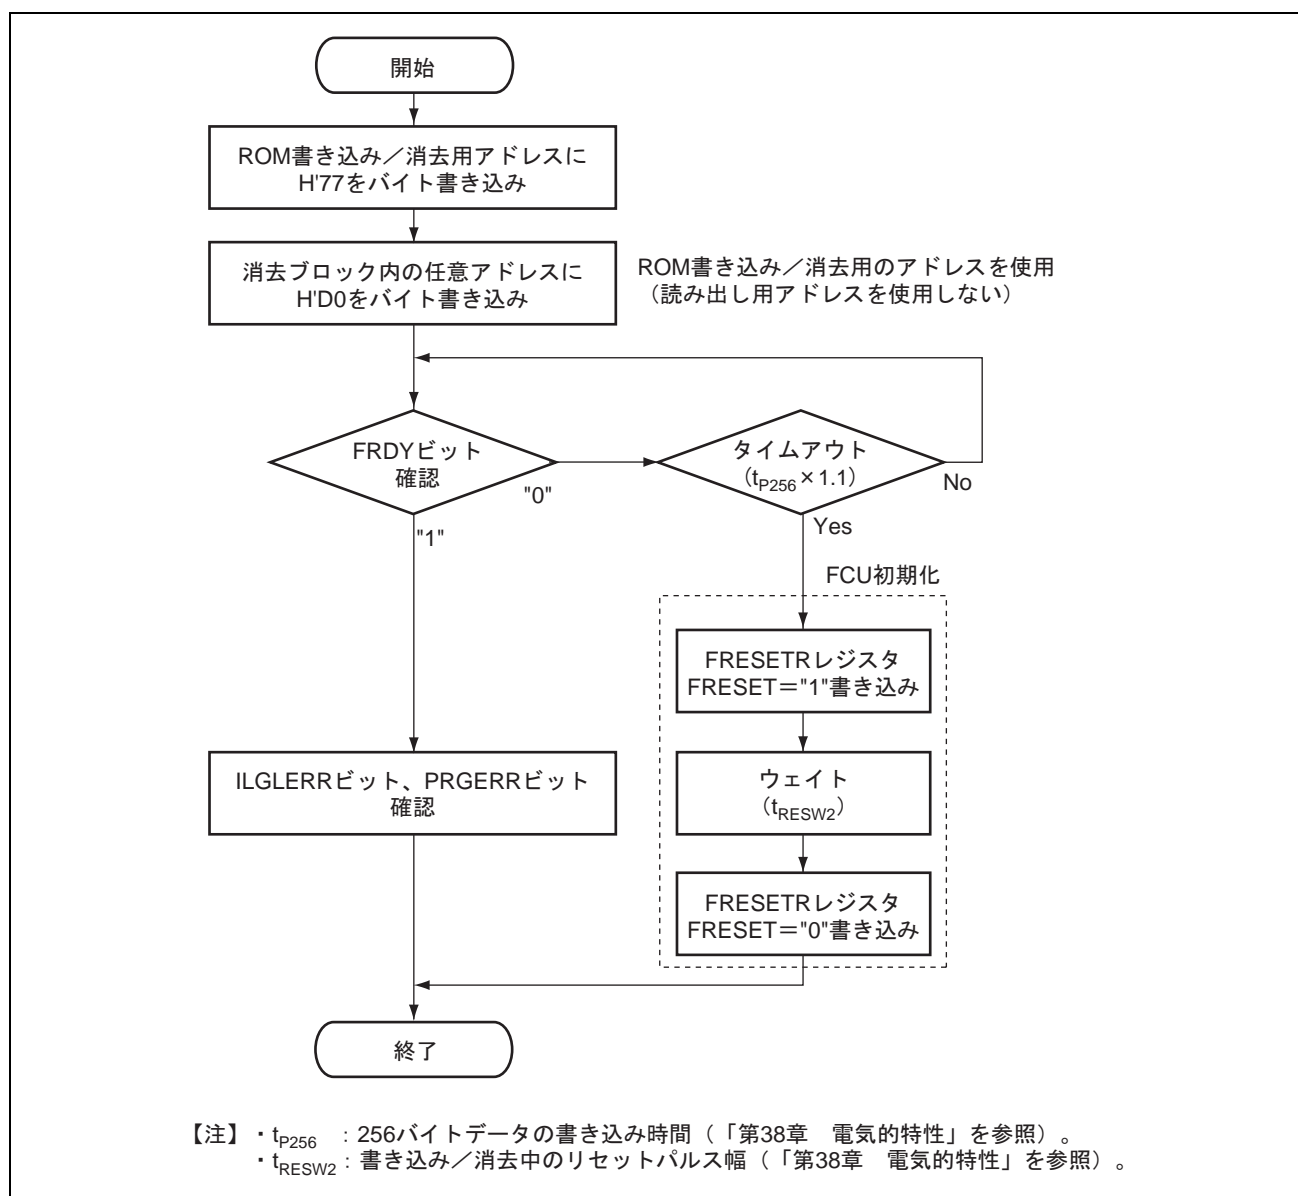 開始
ROM書き込み／消去用アドレスに
H'77をバイト書き込み
消去ブロック内の任意アドレスに
H'D0をバイト書き込み
ROM書き込み／消去用のアドレスを使用
（読み出し用アドレスを使用しない）
FRDYビット
確認
"0"
"1"
タイムアウト
（tP256×1.1）
No
Yes
FCU初期化
FRESETRレジスタ
FRESET＝"1"書き込み
ILGLERRビット、PRGERRビット
確認
ウェイト
（tRESW2）
FRESETRレジスタ
FRESET＝"0"書き込み
終了
【注】・tP256 ：256バイトデータの書き込み時間（「第38章　電気的特性」を参照）。
・tRESW2：書き込み／消去中のリセットパルス幅（「第38章　電気的特性」を参照）。